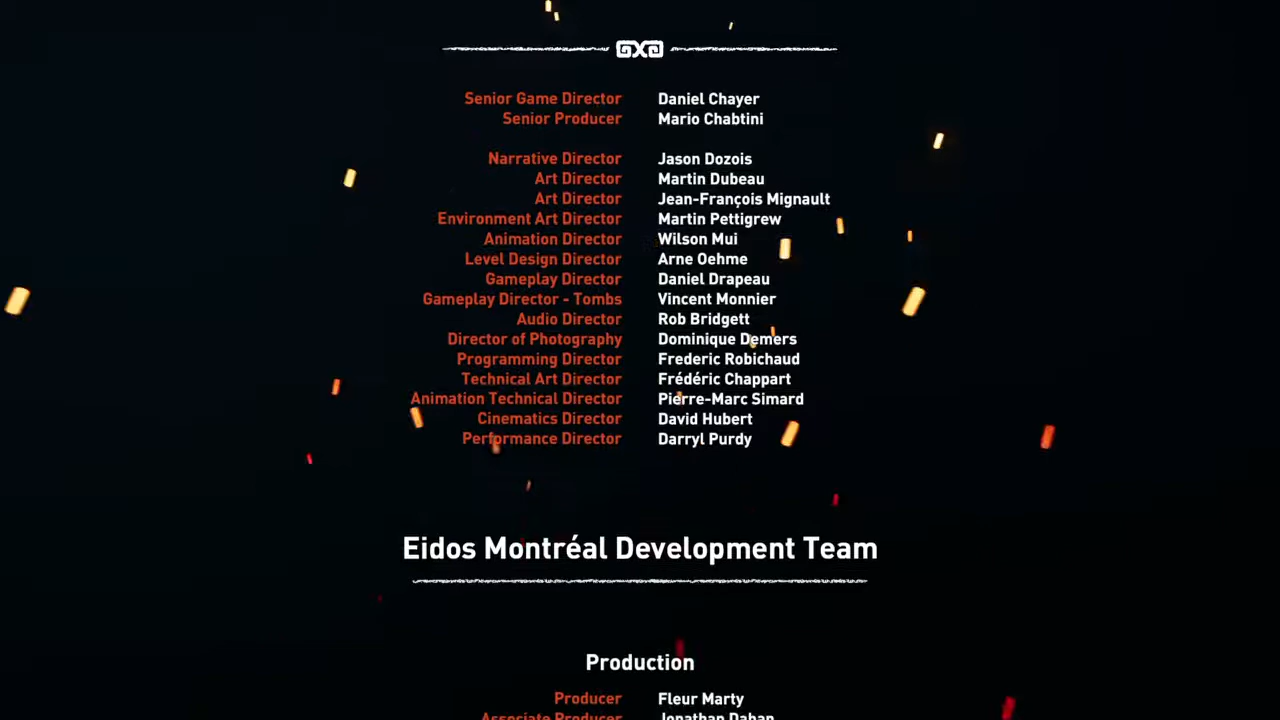 Senior Game Director Daniel Chayer
Senior Producer Mario Chabtini
Narrative Director Jason Dozois
Art Director Martin Dubeau
Art Director Jean-François Mignault
Environment Art Director Martin Pettigrew
Animation Director Wilson Mui
Level Design Director Arne Oehme
Gameplay Director Daniel Drapeau
Gameplay Director - Tombs Vincent Monnier
Audio Director Rob Bridgett
Director of Photography Dominique Demers
Programming Director Frederic Robichaud
Technical Art Director Frédéric Chappart
Animation Technical Director Pierre-Marc Simard
Cinematics Director David Hubert
Performance Director Darryl Purdy
Eidos Montréal Development Team
Production
Producer Fleur Marty
Associate Producer Jonathan Dahan